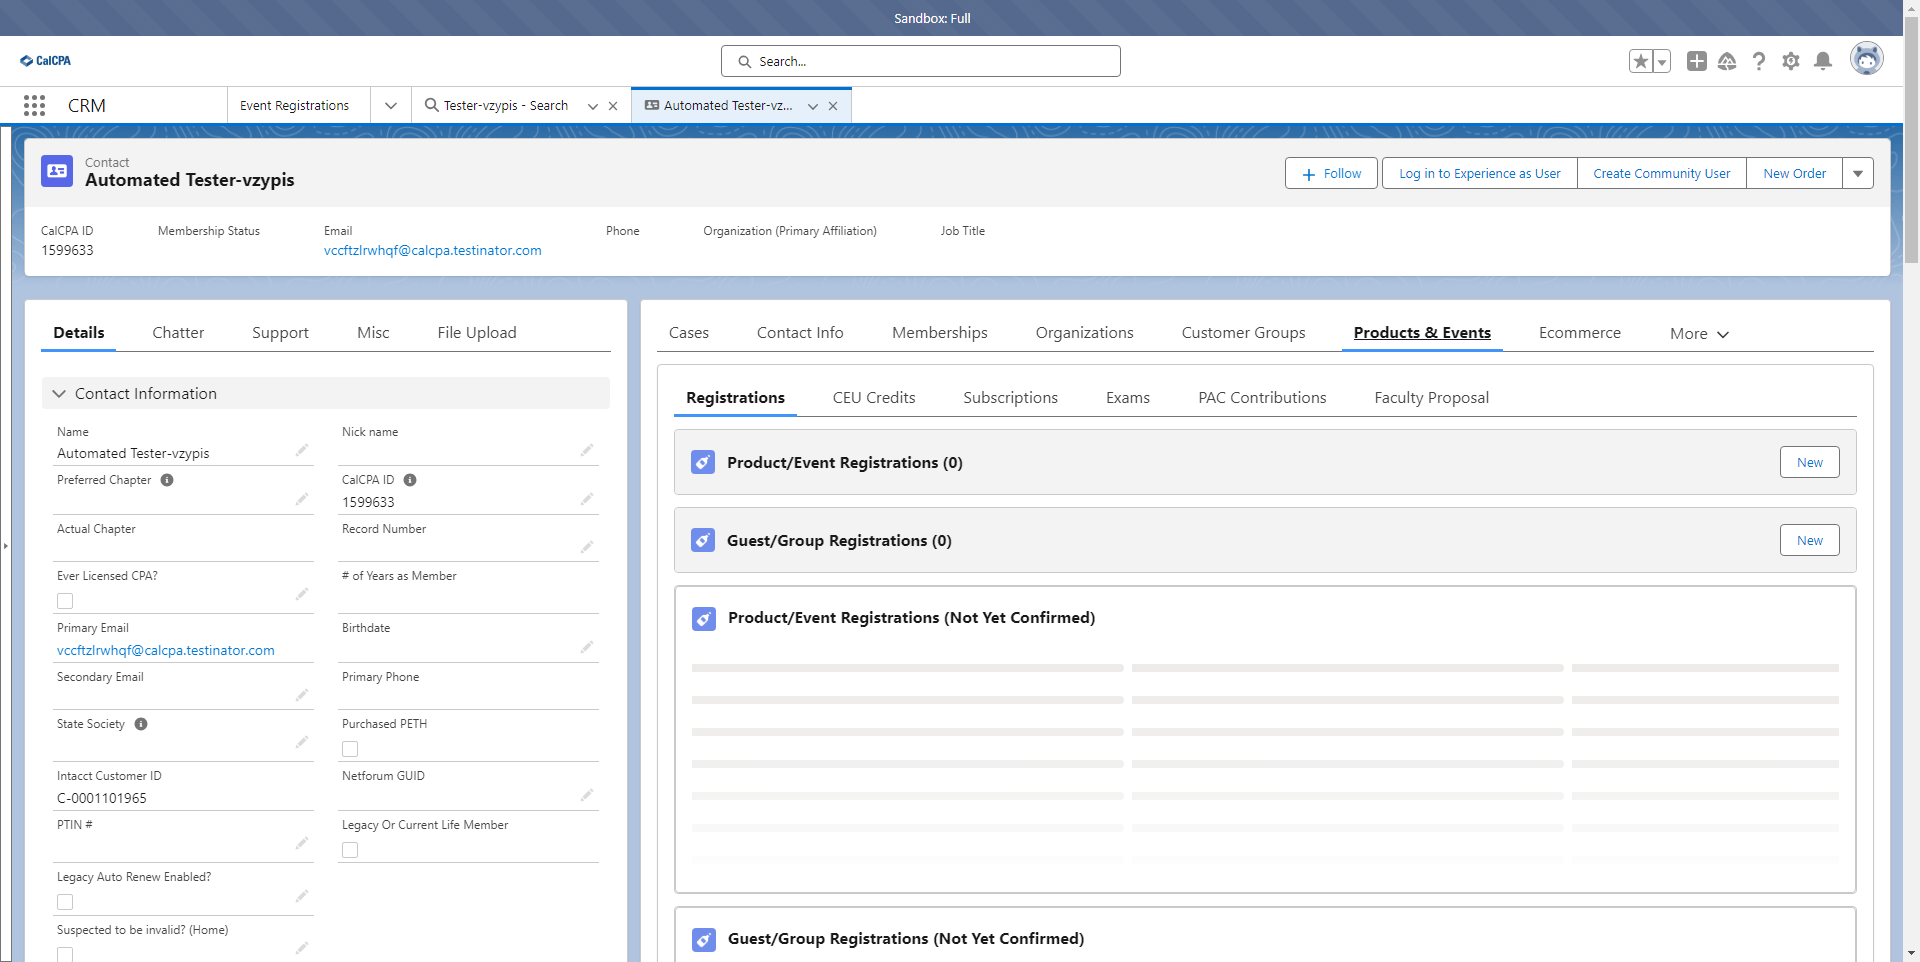 Sandbox: Full
CalCPA
Search...
CRM
Event Registrations
Tester-vzypis - Search
Automated Tester-vz...
Contact
Automated Tester-vzypis
Follow
Log in to Experience as User
Create Community User
New Order
CalCPA ID
1599633
Membership Status
Email
vccftzlrwhqf@calcpa.testinator.com
Phone
Organization (Primary Affiliation)
Job Title
Details
Chatter
Support
Misc
File Upload
Contact Information
Name
Automated Tester-vzypis
Nick name
Preferred Chapter
CalCPA ID
1599633
Actual Chapter
Record Number
Ever Licensed CPA?
# of Years as Member
Primary Email
vccftzlrwhqf@calcpa.testinator.com
Birthdate
Secondary Email
Primary Phone
State Society
Purchased PETH
Intacct Customer ID
C-0001101965
Netforum GUID
PTIN #
Legacy Or Current Life Member
Legacy Auto Renew Enabled?
Suspected to be invalid? (Home)
Cases
Contact Info
Memberships
Organizations
Customer Groups
Products & Events
Ecommerce
More
Registrations
CEU Credits
Subscriptions
Exams
PAC Contributions
Faculty Proposal
Product/Event Registrations (0)
New
Guest/Group Registrations (0)
New
Product/Event Registrations (Not Yet Confirmed)
Guest/Group Registrations (Not Yet Confirmed)